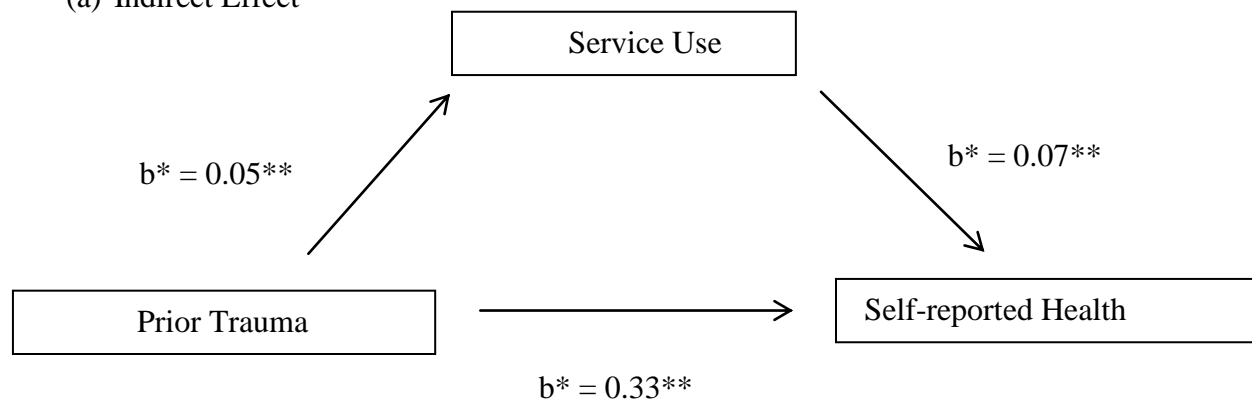 (a) Indirect Effect
Service Use
b* = 0.05**
b* = 0.07**
Prior Trauma
Self-reported Health
b* = 0.33**